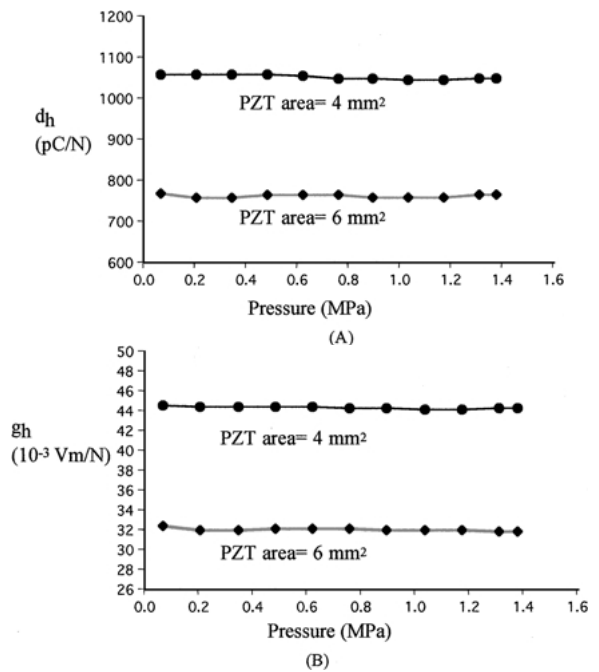 1200
1100
1000
900
800
700
600
dh
(pC/N)
PZT area= 4 mm2
PZT area= 6 mm2
0.0 0.2 0.4 0.6 0.8 1.0 1.2 1.4 1.6
Pressure (MPa)
(A)
50
48
46
44
42
40
38
36
34
32
30
28
26
gh
(10-3 Vm/N)
PZT area= 4 mm2
PZT area= 6 mm2
0.0 0.2 0.4 0.6 0.8 1.0 1.2 1.4 1.6
Pressure (MPa)
(B)